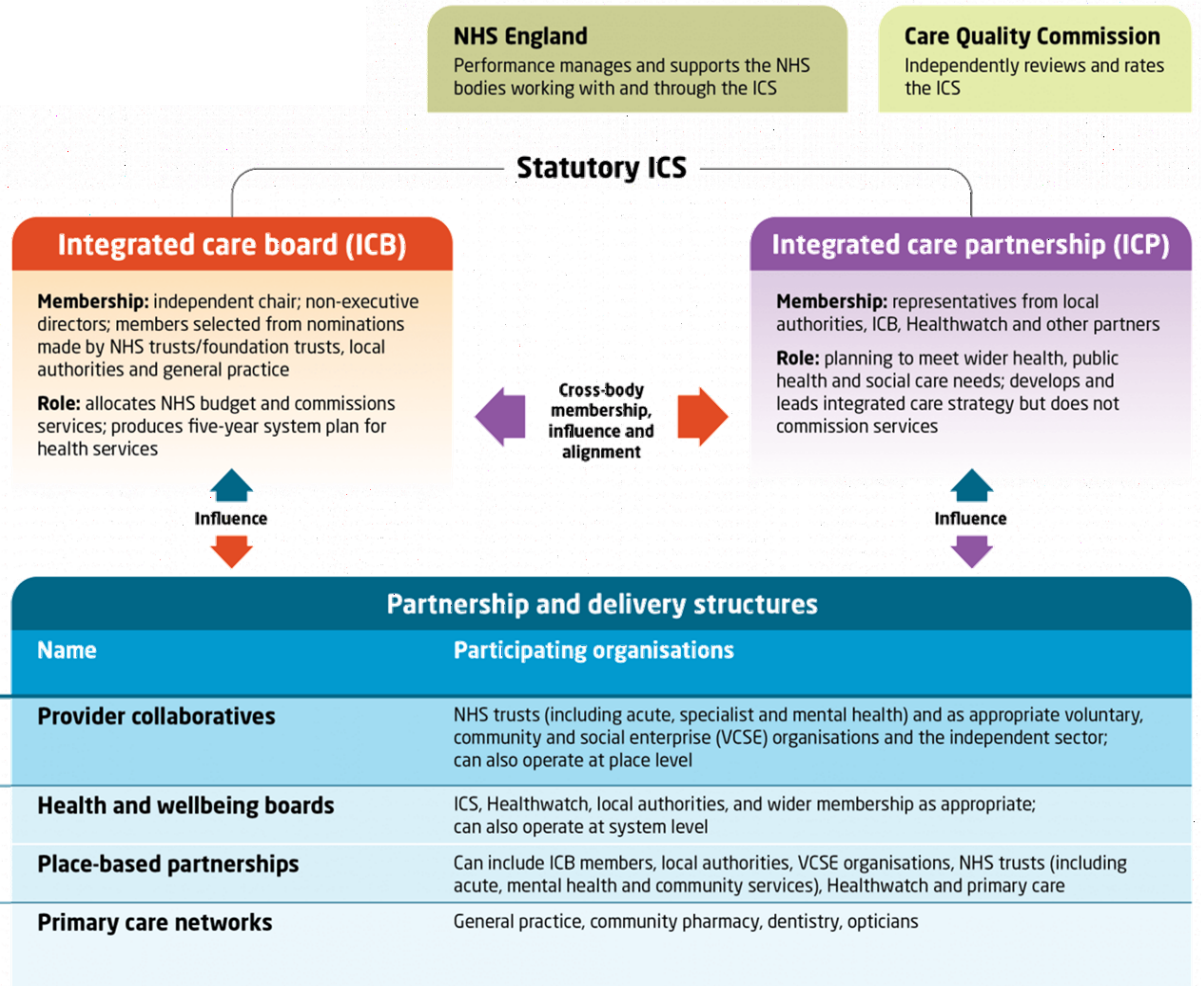 NHS England
Performance manages and supports the NHS
bodies working with and through the ICS
Care Quality Commission
Independently reviews and rates
the ICS
Statutory ICS
Integrated care board (ICB)
Membership: independent chair; non-executive
directors; members selected from nominations
made by NHS trusts/foundation trusts, local
authorities and general practice
Role: allocates NHS budget and commissions
services; produces five-year system plan for
health services
Cross-body
membership,
influence and
alignment
Integrated care partnership (ICP)
Membership: representatives from local
authorities, ICB, Healthwatch and other partners
Role: planning to meet wider health, public
health and social care needs; develops and
leads integrated care strategy but does not
commission services
Influence
Influence
Partnership and delivery structures
Name
Participating organisations
Provider collaboratives
NHS trusts (including acute, specialist and mental health) and as appropriate voluntary,
community and social enterprise (VCSE) organisations and the independent sector;
can also operate at place level
Health and wellbeing boards
ICS, Healthwatch, local authorities, and wider membership as appropriate;
can also operate at system level
Place-based partnerships
Can include ICB members, local authorities, VCSE organisations, NHS trusts (including
acute, mental health and community services), Healthwatch and primary care
Primary care networks
General practice, community pharmacy, dentistry, opticians